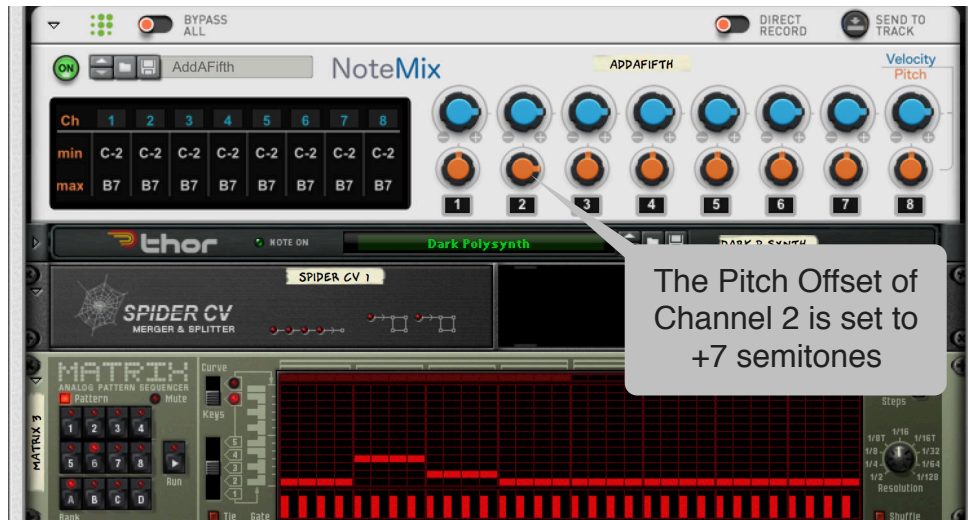 BYPASS ALL
DIRECT RECORD
SEND TO TRACK
ON
AddAFifth
NoteMix
ADDAFIFTH
Velocity
Pitch
Ch 1 2 3 4 5 6 7 8
min C-2 C-2 C-2 C-2 C-2 C-2 C-2 C-2
max B7 B7 B7 B7 B7 B7 B7 B7
1 2 3 4 5 6 7 8
thor
NOTE ON
Dark Polysynth
The Pitch Offset of
Channel 2 is set to
+7 semitones
SPIDER CV 1
SPIDER CV
MERGER & SPLITTER
MATRIX
ANALOG PATTERN SEQUENCER
Pattern
Mute
Curve
Keys
MATRIX 3
1 2 3 4
5 6 7 8
Run
A B C D
Bank
5
4
3
2
1
Tie Gate
Steps
1/16
1/8T 1/16T
1/8 1/32
1/4 1/64
1/2 1/128
Resolution
Shuffle